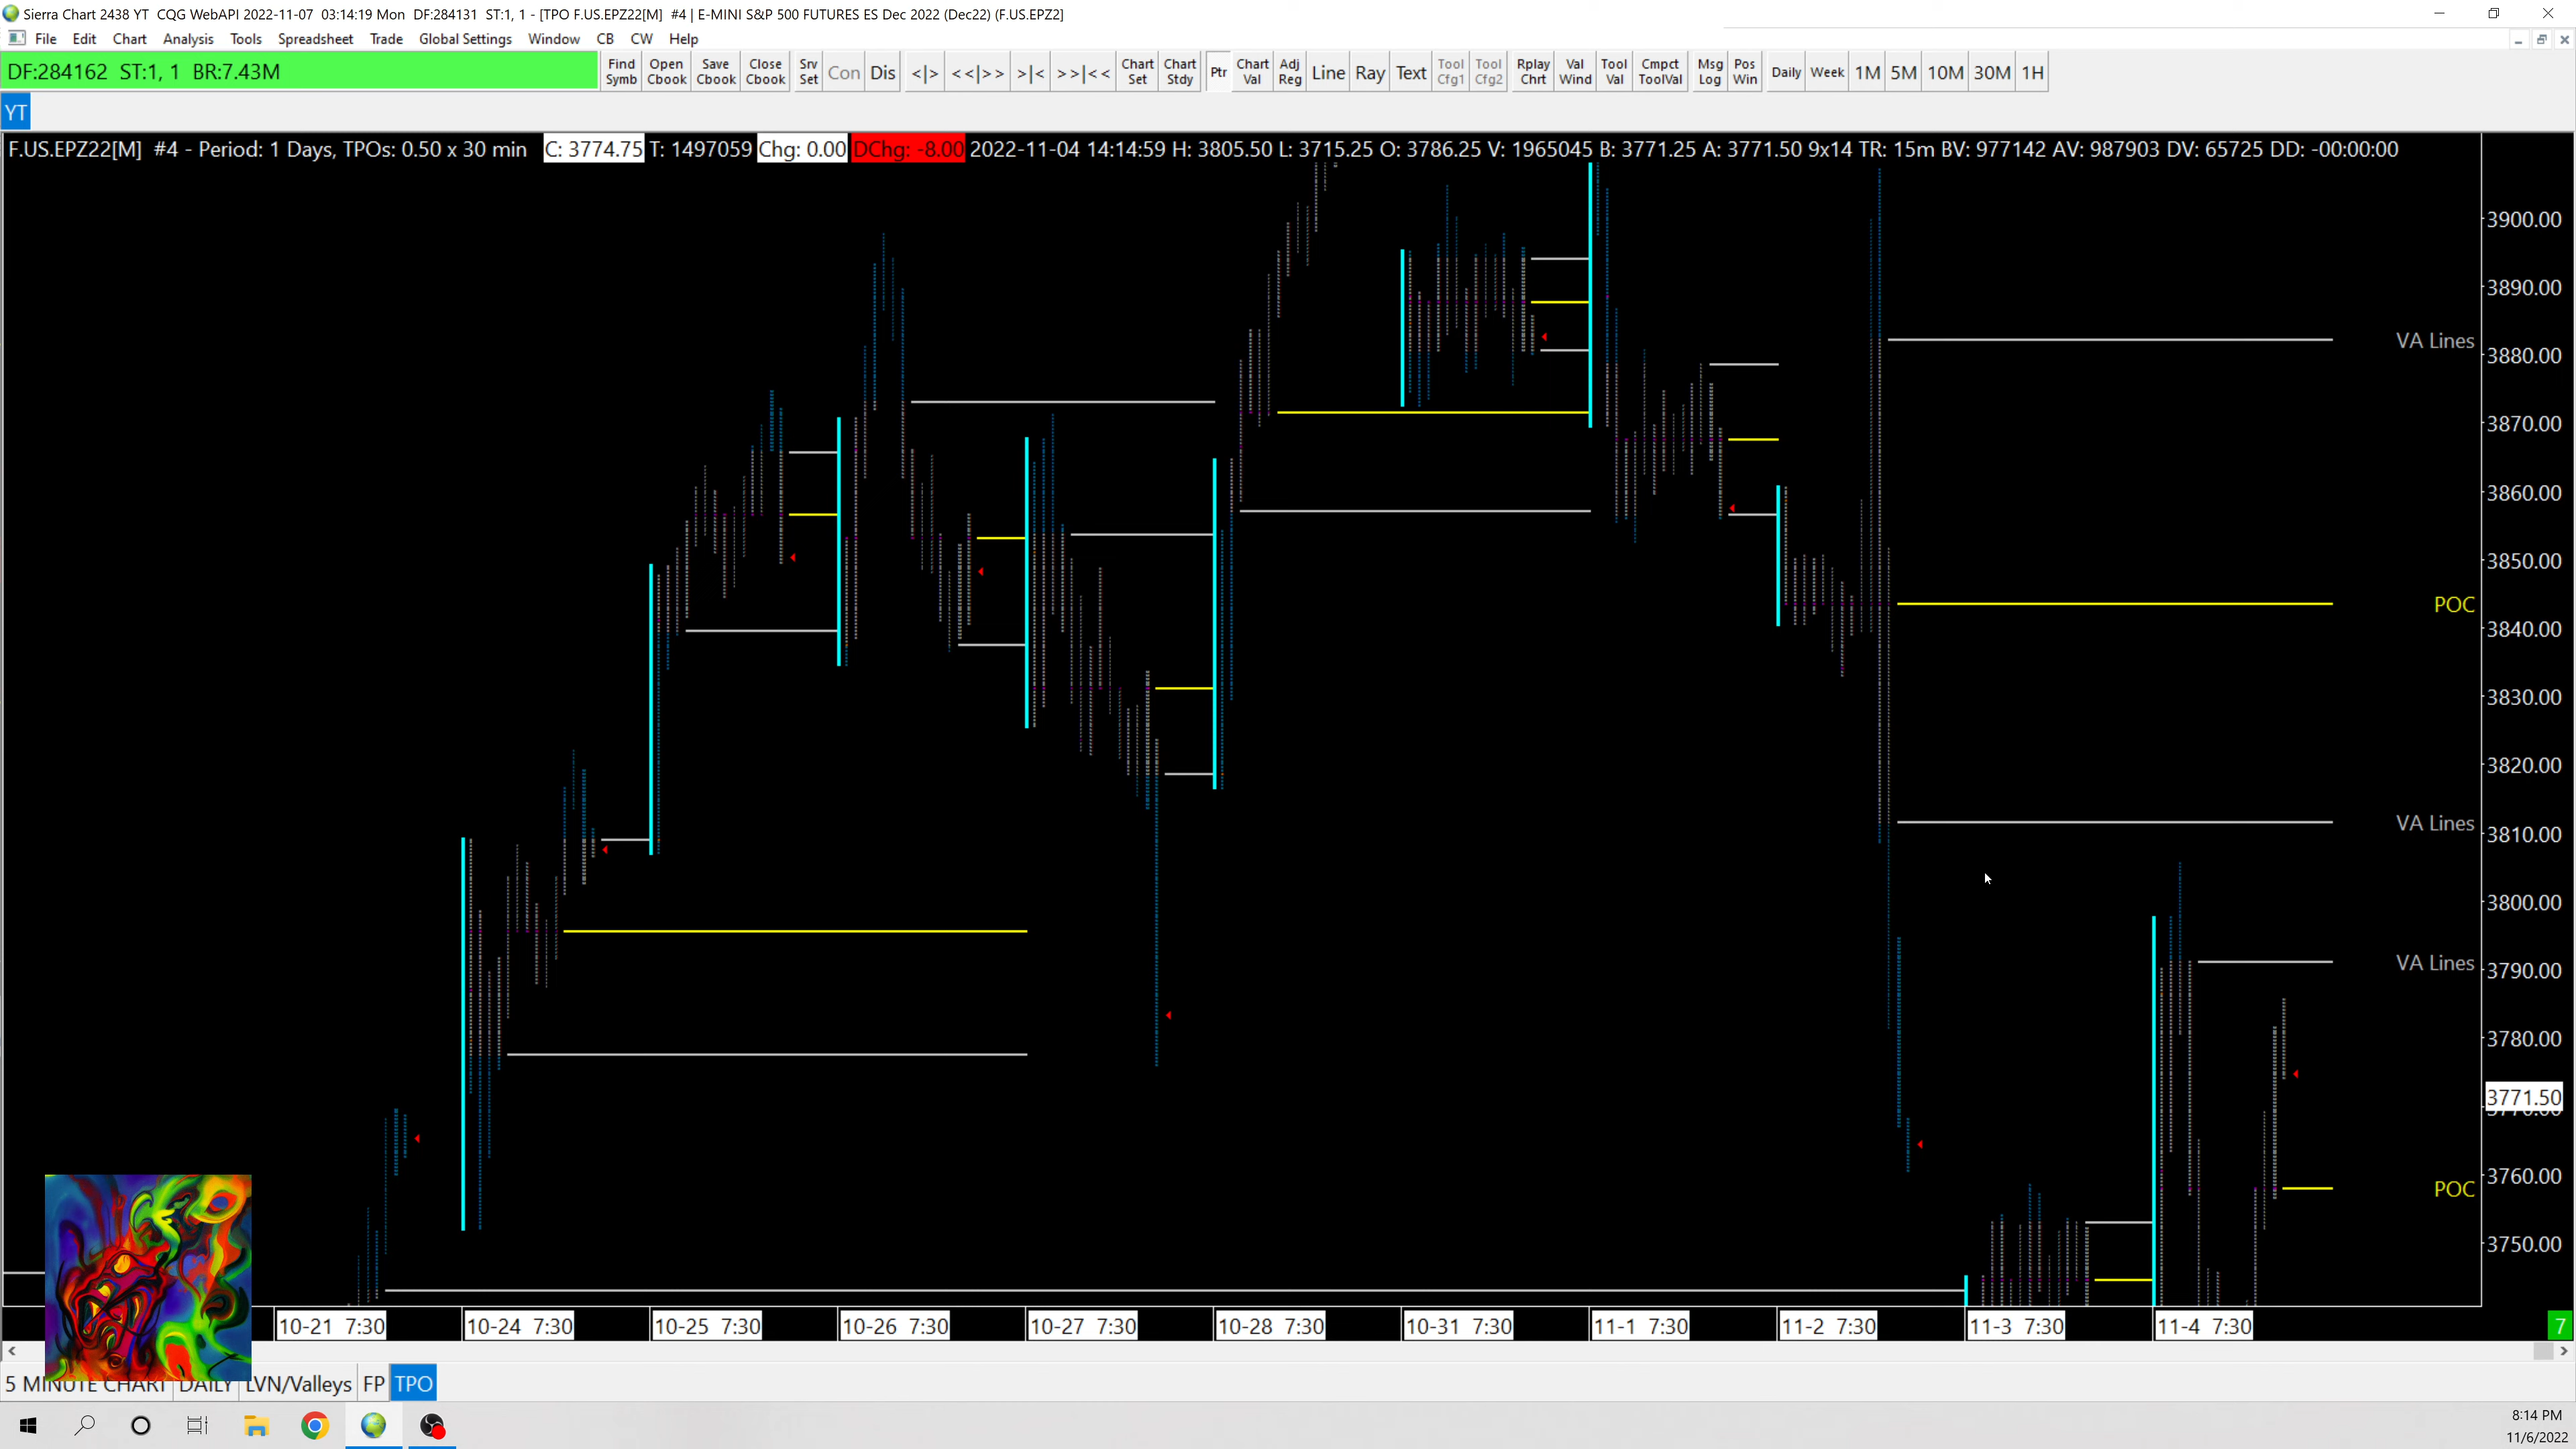 Sierra Chart 2438 YT  CQG WebAPI 2022-11-07  03:14:19 Mon  DF:284131  ST:1, 1 - [TPO F.US.EPZ22[M]  #4 | E-MINI S&P 500 FUTURES ES Dec 2022 (Dec22) (F.US.EPZ2]
File Edit Chart Analysis Tools Spreadsheet Trade Global Settings Window CB CW Help
DF:284162  ST:1, 1  BR:7.43M
Find Symb Open Cbook Save Cbook Close Cbook Srv Set Con Dis <|> <<|>> >|< >>|<< Chart Set Chart Stdy Ptr Chart Val Adj Reg Line Ray Text Tool Cfg1 Tool Cfg2 Rplay Chrt Val Wind Tool Val Cmpct ToolVal Msg Log Pos Win Daily Week 1M 5M 10M 30M 1H
YT
F.US.EPZ22[M]  #4 - Period: 1 Days, TPOs: 0.50 x 30 min  C: 3774.75 T: 1497059 Chg: 0.00 DChg: -8.00 2022-11-04 14:14:59 H: 3805.50 L: 3715.25 O: 3786.25 V: 1965045 B: 3771.25 A: 3771.50 9x14 TR: 15m BV: 977142 AV: 987903 DV: 65725 DD: -00:00:00
3900.00
3890.00
VA Lines
3880.00
3870.00
3860.00
3850.00
POC
3840.00
3830.00
3820.00
VA Lines
3810.00
3800.00
VA Lines
3790.00
3780.00
3771.50
3760.00
POC
3750.00
10-21  7:30 10-24  7:30 10-25  7:30 10-26  7:30 10-27  7:30 10-28  7:30 10-31  7:30 11-1  7:30 11-2  7:30 11-3  7:30 11-4  7:30 7
5 MINUTE CHART DAILY LVN/Valleys FP TPO
8:14 PM
11/6/2022